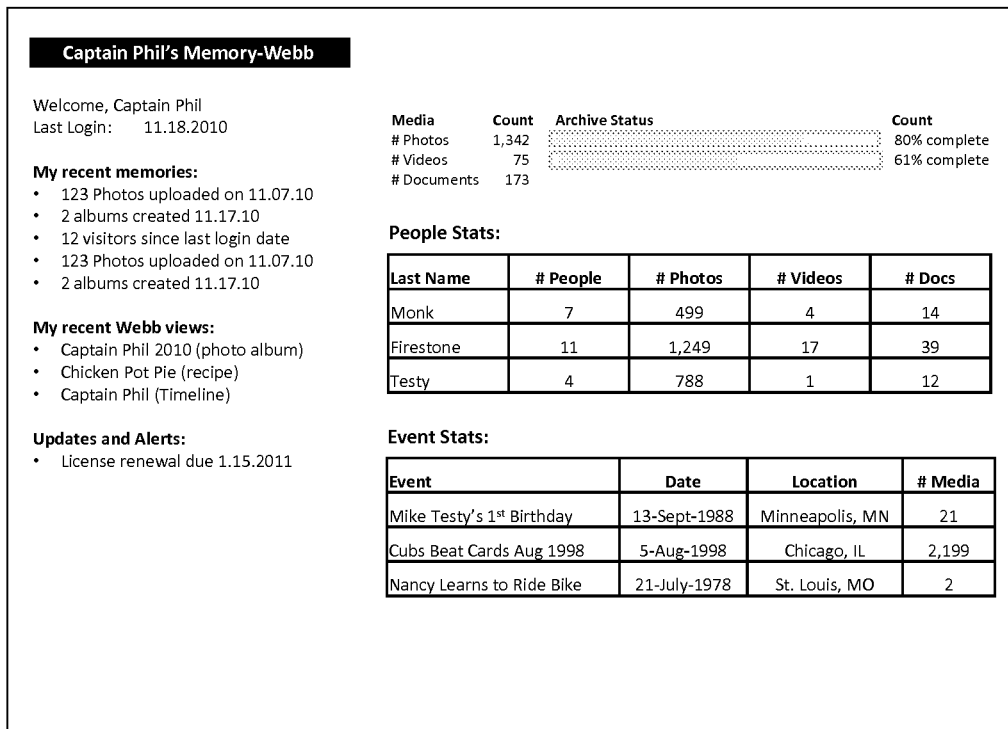 Captain Phil's Memory-Webb
Welcome, Captain Phil
Last Login: 11.18.2010
My recent memories:
• 123 Photos uploaded on 11.07.10
• 2 albums created 11.17.10
• 12 visitors since last login date
• 123 Photos uploaded on 11.07.10
• 2 albums created 11.17.10
My recent Webb views:
• Captain Phil 2010 (photo album)
• Chicken Pot Pie (recipe)
• Captain Phil (Timeline)
Updates and Alerts:
• License renewal due 1.15.2011
Media Count Archive Status Count
# Photos 1,342 80% complete
# Videos 75 61% complete
# Documents 173
People Stats:
Last Name # People # Photos # Videos # Docs
Monk 7 499 4 14
Firestone 11 1,249 17 39
Testy 4 788 1 12
Event Stats:
Event Date Location # Media
Mike Testy's 1st Birthday 13-Sept-1988 Minneapolis, MN 21
Cubs Beat Cards Aug 1998 5-Aug-1998 Chicago, IL 2,199
Nancy Learns to Ride Bike 21-July-1978 St. Louis, MO 2